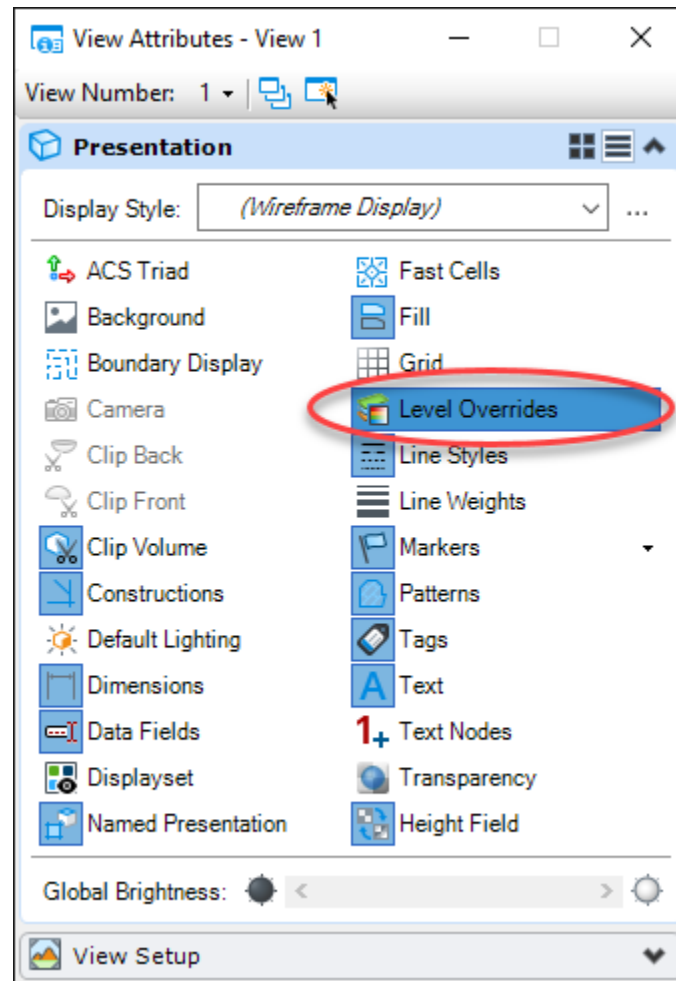 View Attributes - View 1
View Number: 1
Presentation
Display Style: (Wireframe Display) ...
ACS Triad
Fast Cells
Background
Fill
Boundary Display
Grid
Camera
Level Overrides
Clip Back
Line Styles
Clip Front
Line Weights
Clip Volume
Markers
Constructions
Patterns
Default Lighting
Tags
Dimensions
Text
Data Fields
Text Nodes
Displayset
Transparency
Named Presentation
Height Field
Global Brightness:
View Setup